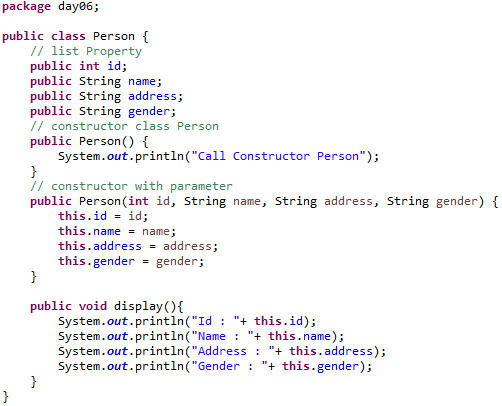 package day06;

public class Person {
    // list Property
    public int id;
    public String name;
    public String address;
    public String gender;
    // constructor class Person
    public Person() {
        System.out.println("Call Constructor Person");
    }
    // constructor with parameter
    public Person(int id, String name, String address, String gender) {
        this.id = id;
        this.name = name;
        this.address = address;
        this.gender = gender;
    }

    public void display(){
        System.out.println("Id : "+ this.id);
        System.out.println("Name : "+ this.name);
        System.out.println("Address : "+ this.address);
        System.out.println("Gender : "+ this.gender);
    }
}